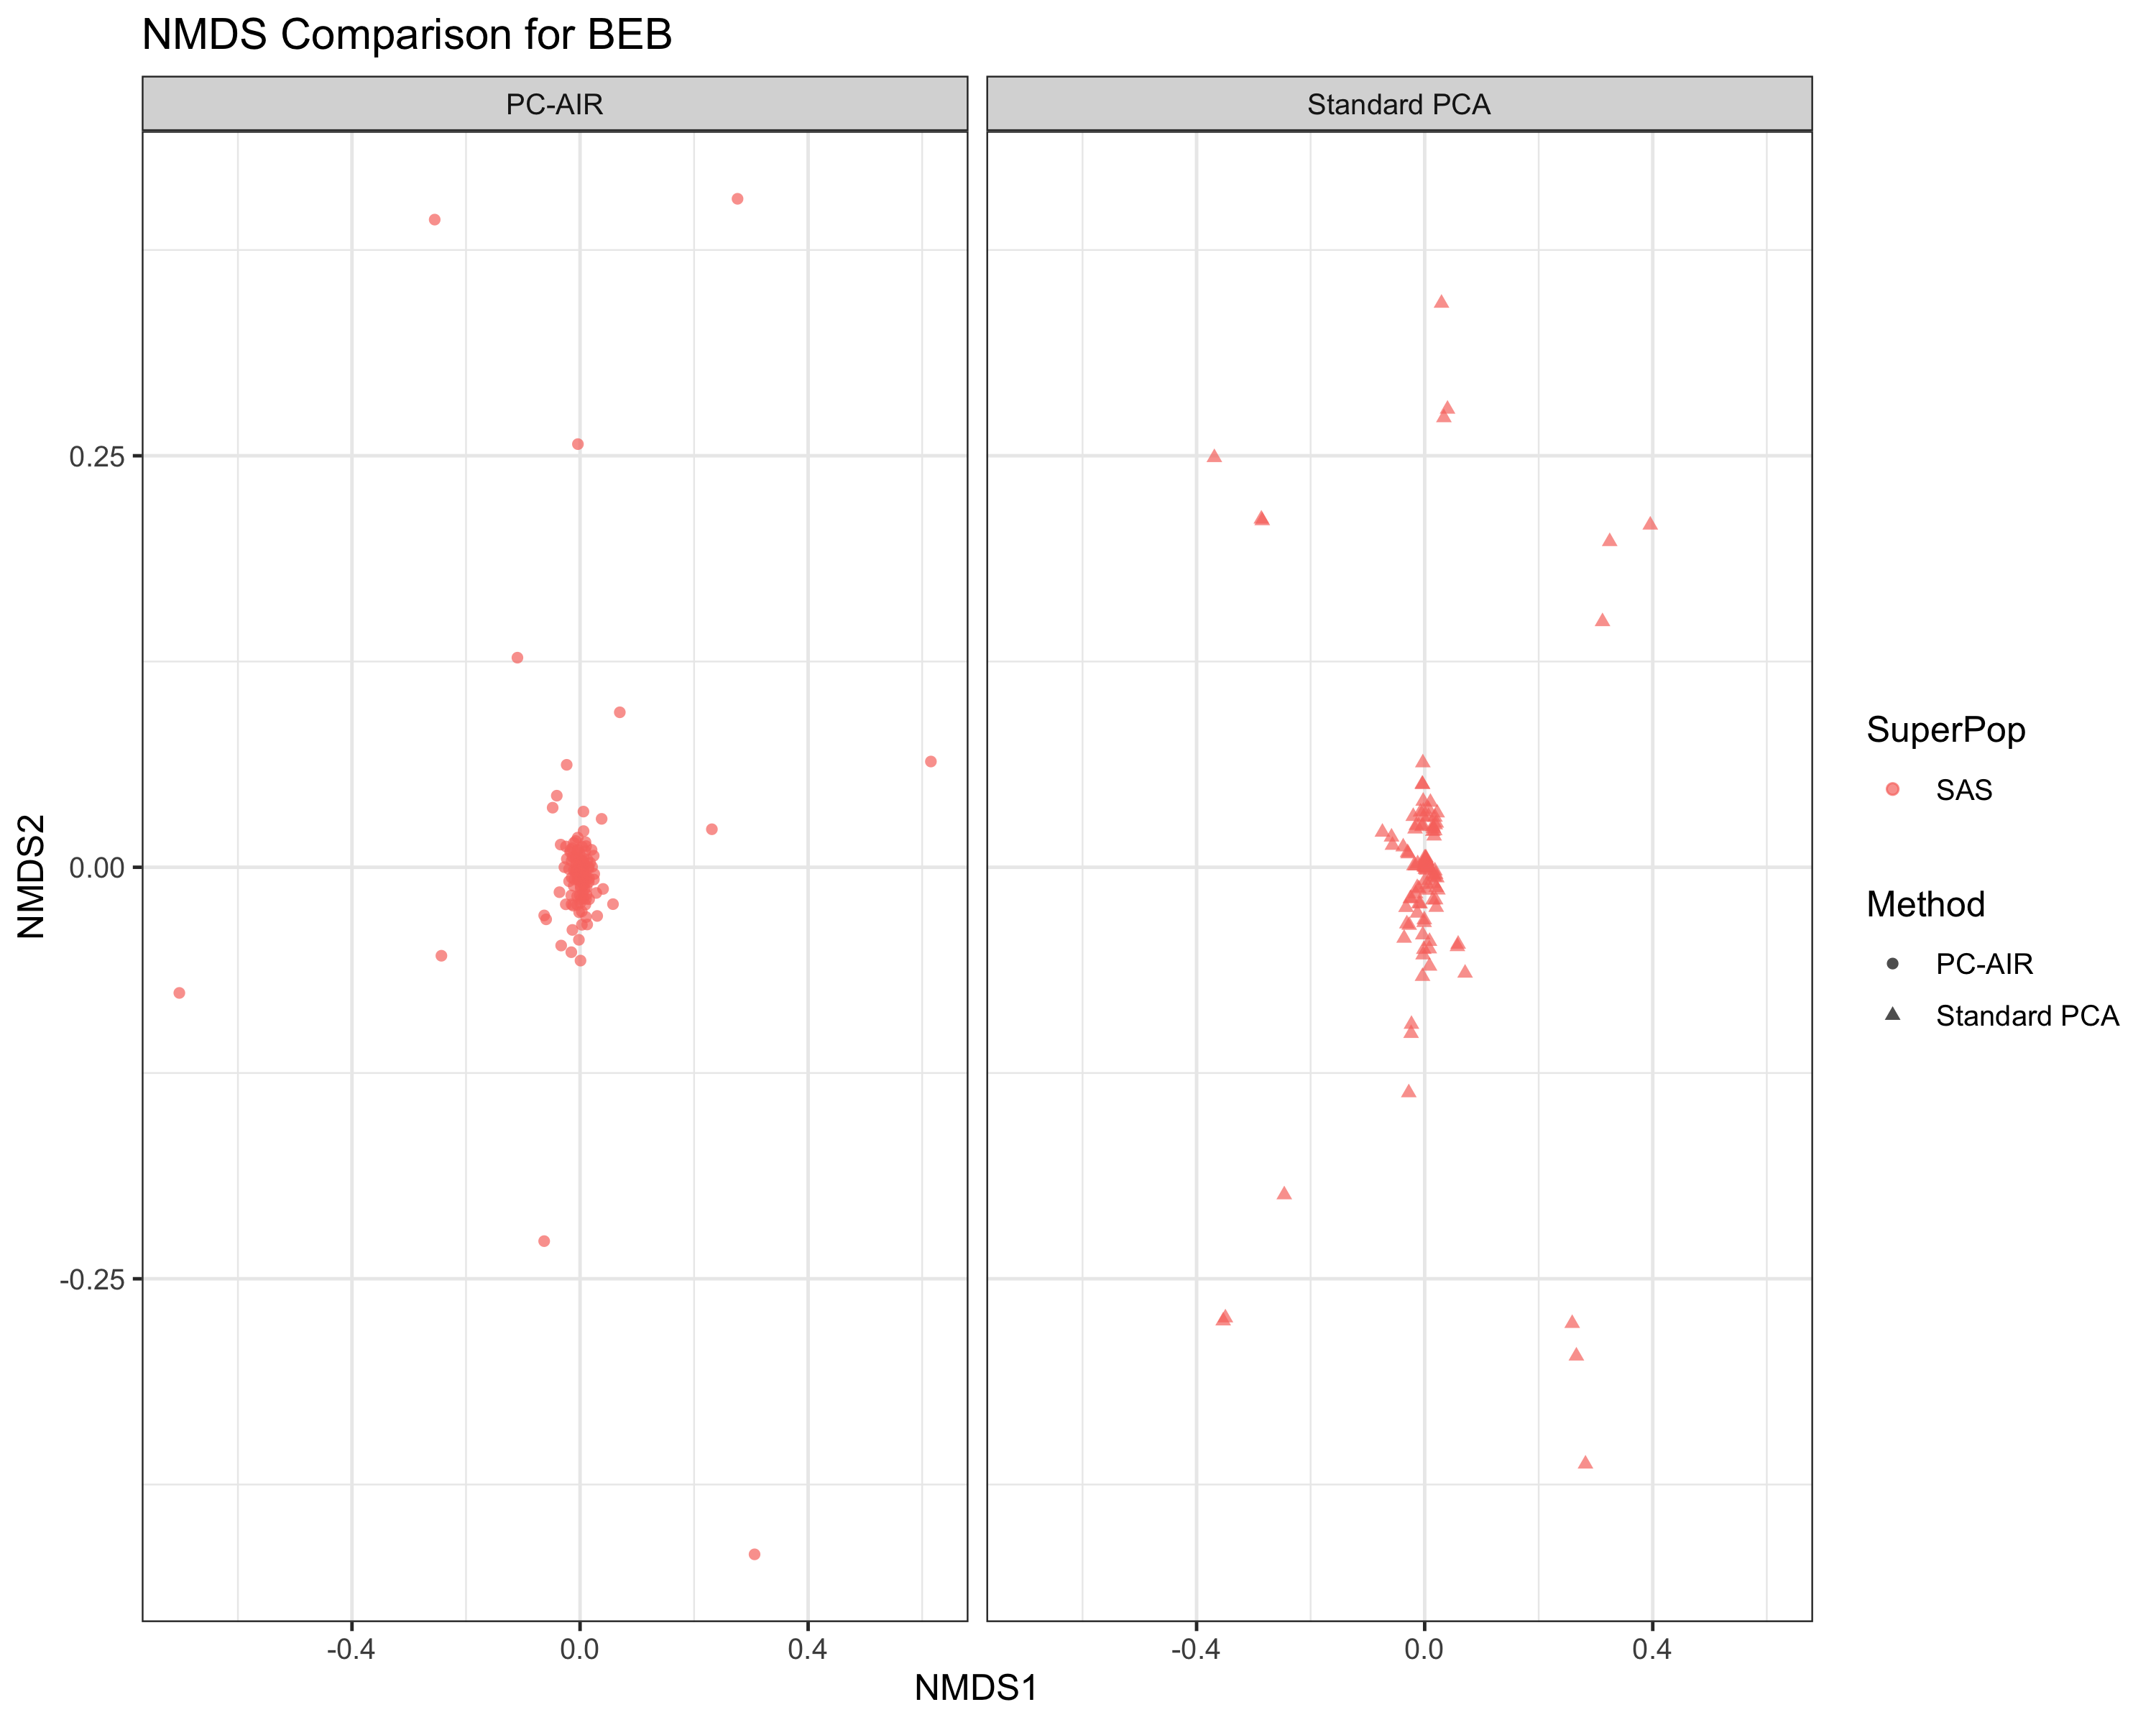 NMDS Comparison for BEB
PC-AIR
Standard PCA
NMDS2
0.25
0.00
-0.25
-0.4
0.0
0.4
-0.4
0.0
0.4
NMDS1
SuperPop
SAS
Method
PC-AIR
Standard PCA